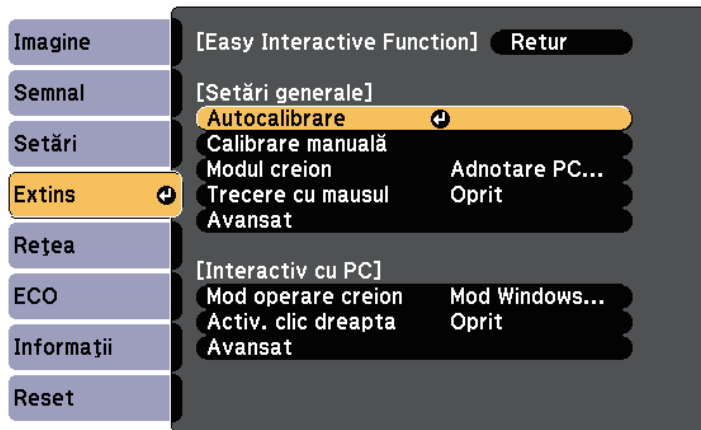 Imagine
Semnal
Setări
Extins
Reţea
ECO
Informaţii
Reset
[Easy Interactive Function] Retur
[Setări generale]
Autocalibrare
Calibrare manuală
Modul creion Adnotare PC...
Trecere cu mausul Oprit
Avansat
[Interactiv cu PC]
Mod operare creion Mod Windows...
Activ. clic dreapta Oprit
Avansat